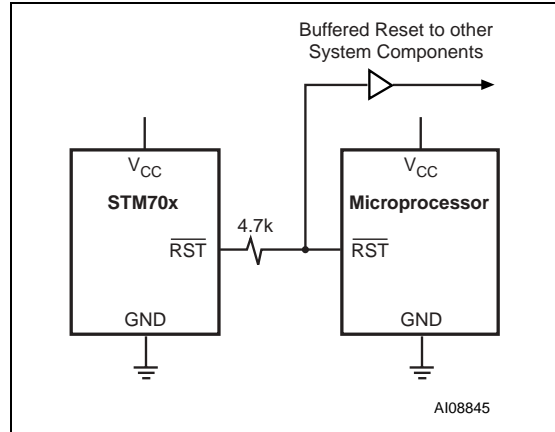 Buffered Reset to other
System Components
VCC
VCC
STM70x
Microprocessor
4.7k
RST
RST
GND
GND
AI08845